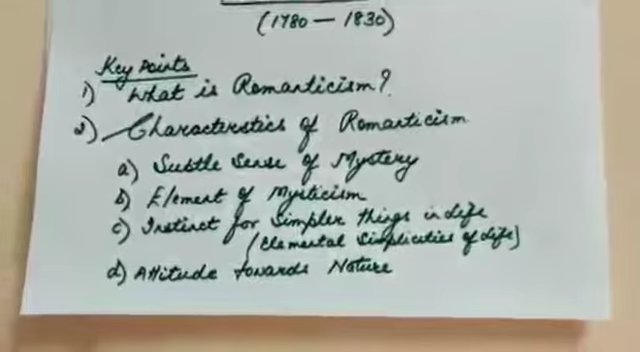 (1780 — 1830)
Key Points
1) What is Romanticism?
2) Characteristics of Romanticism
a) Subtle Sense of Mystery
b) Element of Mysticism
c) Instinct for Simpler things in Life
(Elemental Simplicities of Life)
d) Attitude towards Nature